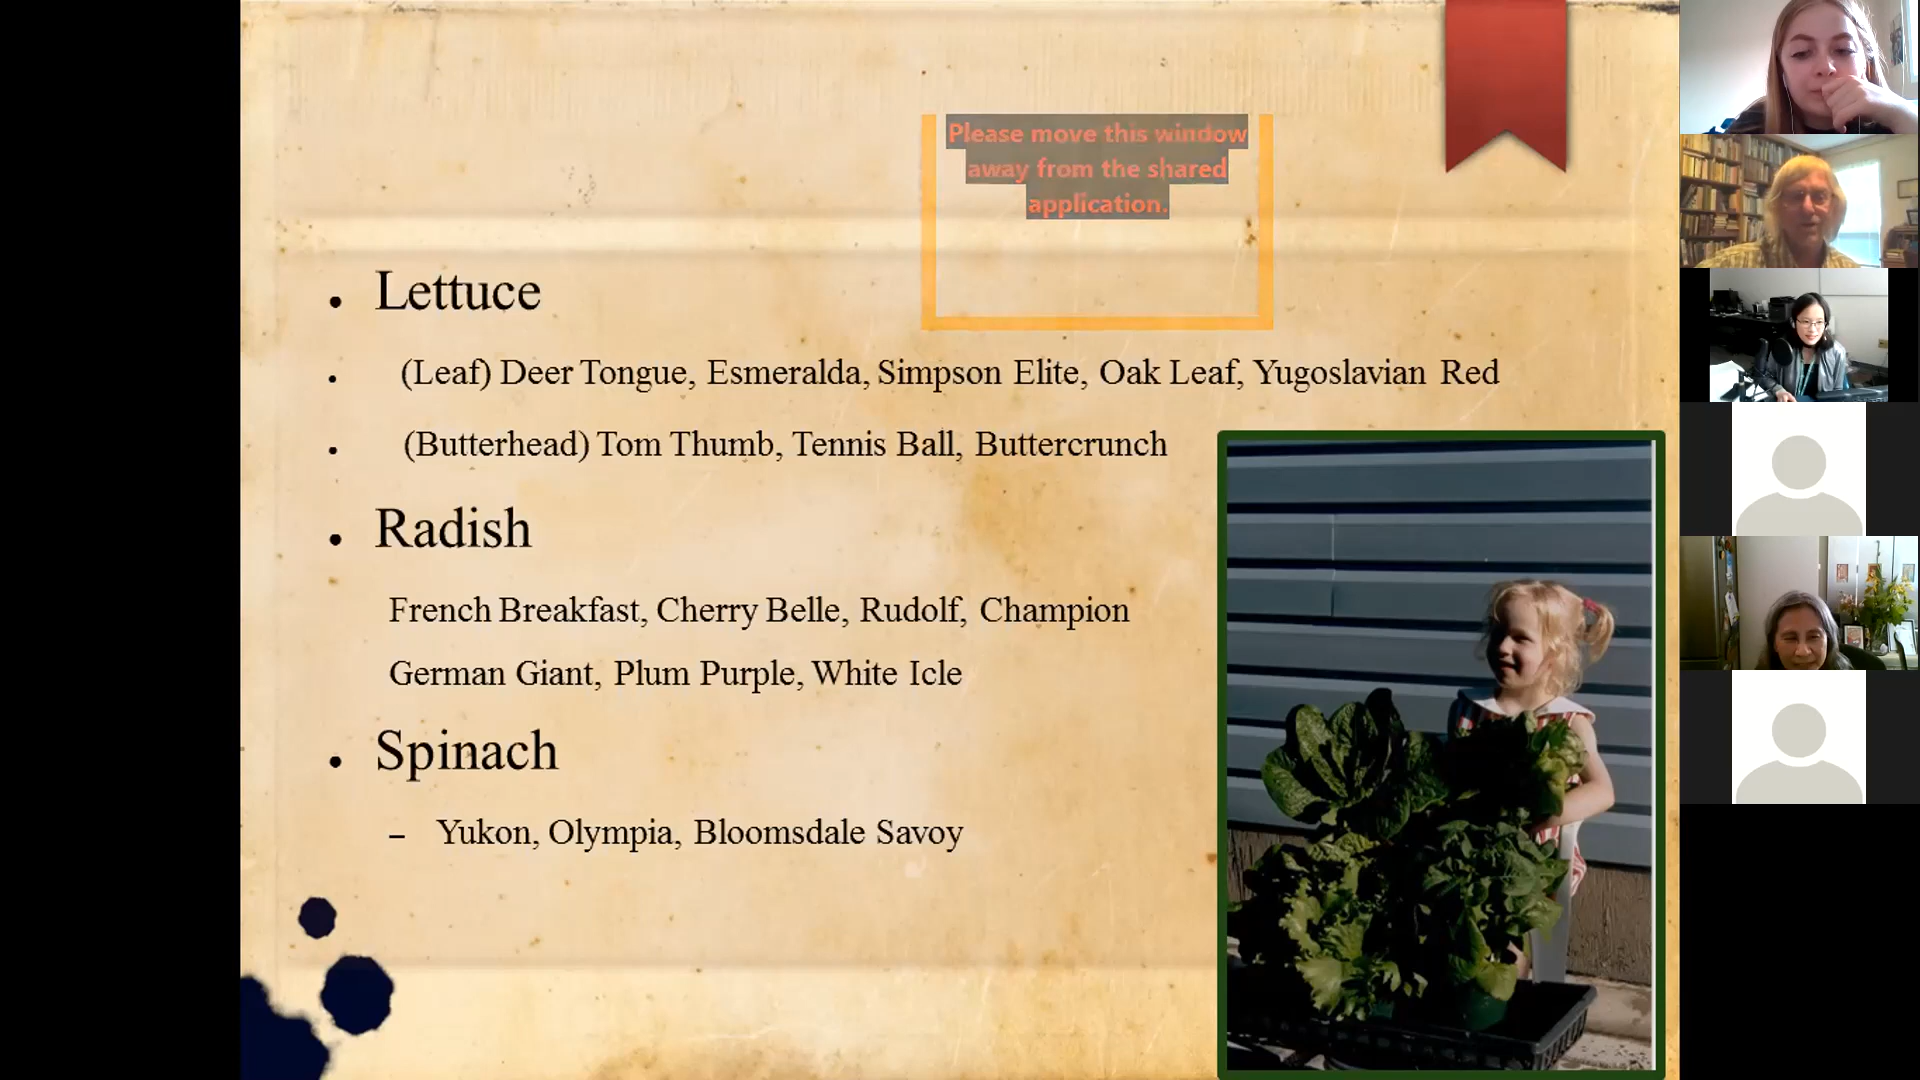 Please move this window
away from the shared
application.
• Lettuce
• (Leaf) Deer Tongue, Esmeralda, Simpson Elite, Oak Leaf, Yugoslavian Red
• (Butterhead) Tom Thumb, Tennis Ball, Buttercrunch
• Radish
French Breakfast, Cherry Belle, Rudolf, Champion
German Giant, Plum Purple, White Icle
• Spinach
– Yukon, Olympia, Bloomsdale Savoy